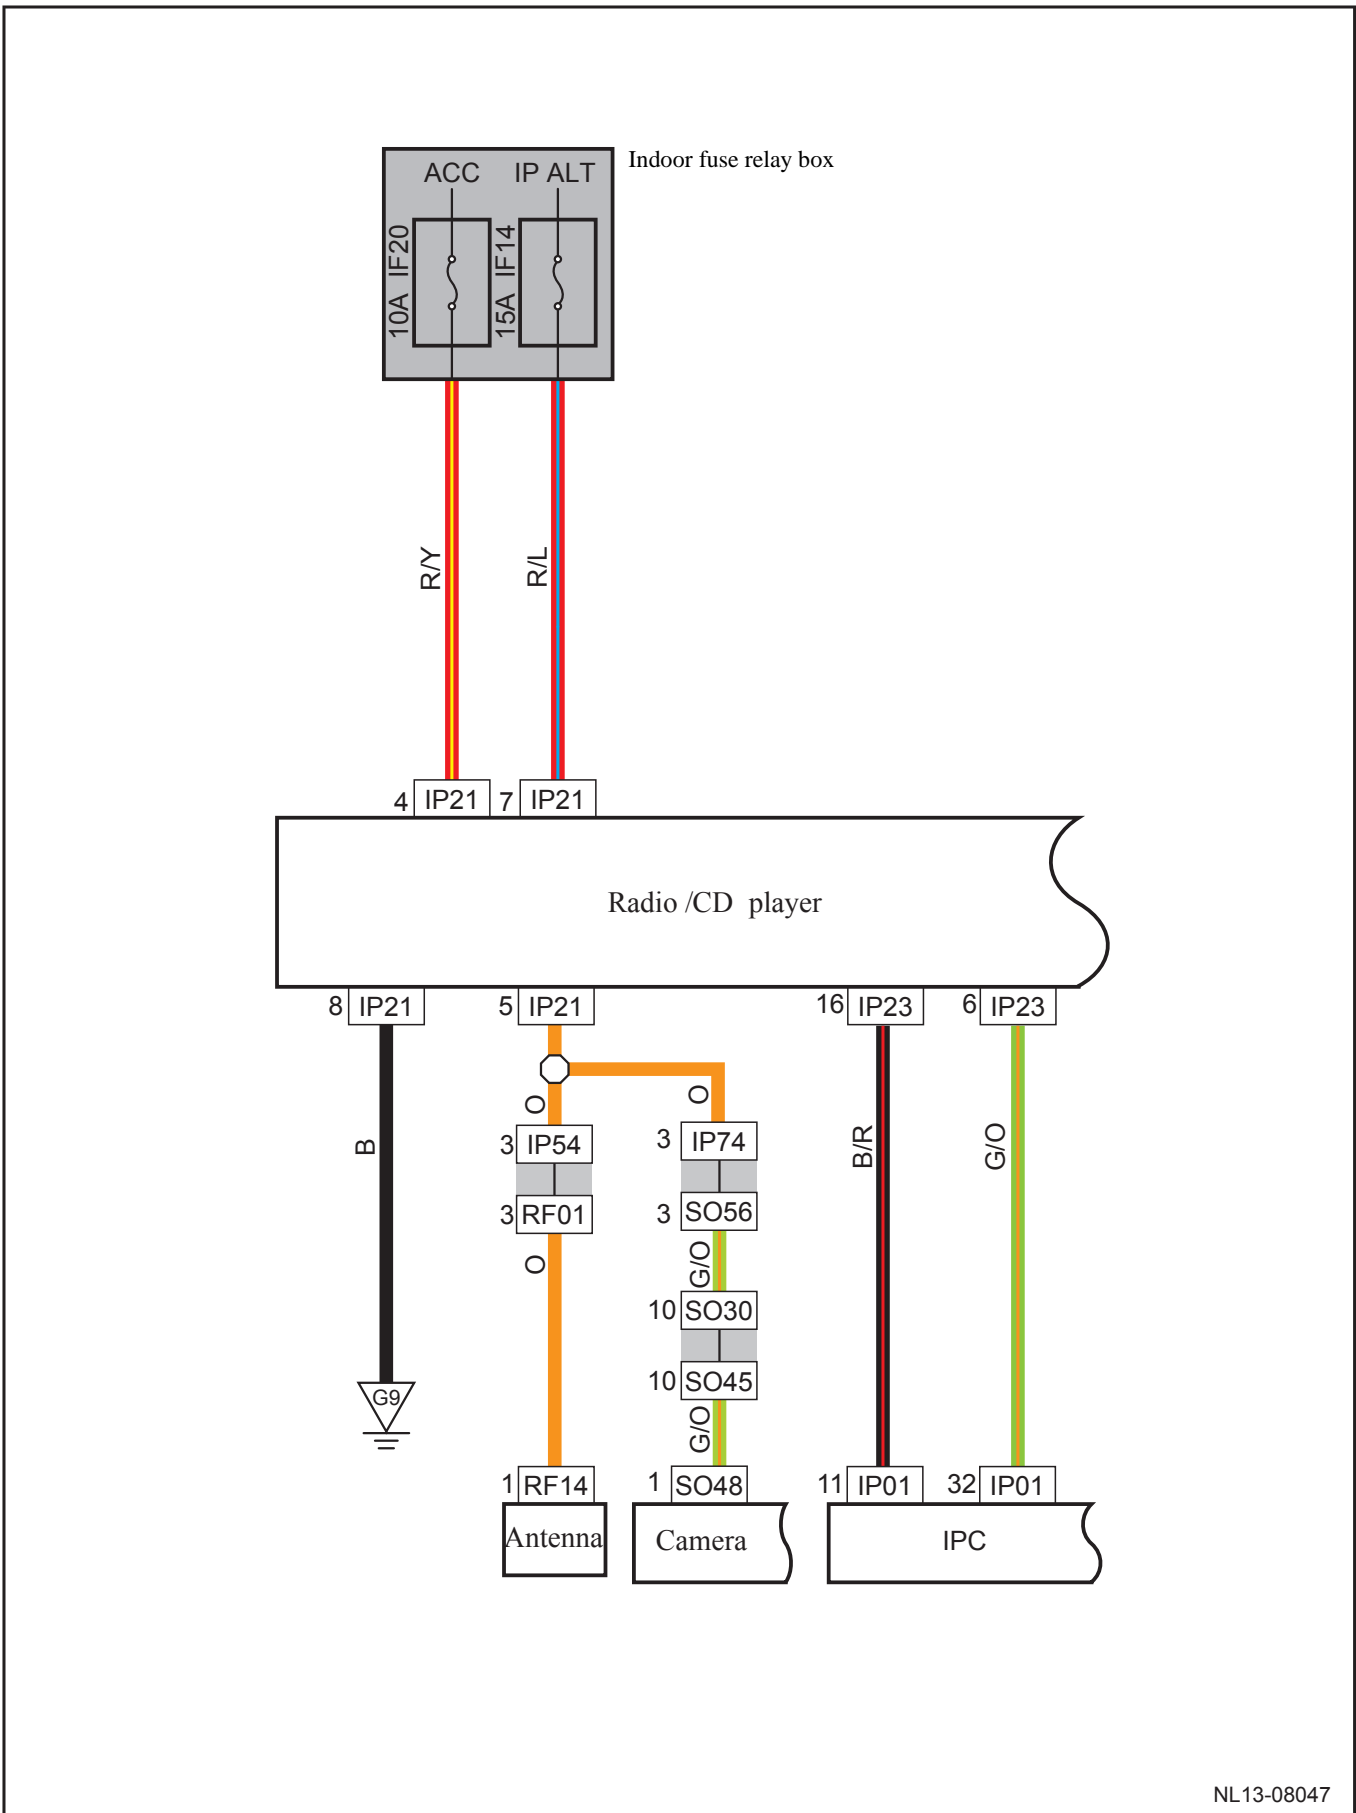 Indoor fuse relay box
ACC IP ALT
10A IF20
15A IF14
R/Y
R/L
4 IP21 7 IP21
Radio /CD player
8 IP21 5 IP21 16 IP23 6 IP23
B
O
O
B/R
G/O
3 IP54 3 IP74
3 RF01 3 SO56
O
G/O
10 SO30
10 SO45
G9
G/O
1 RF14 1 SO48 11 IP01 32 IP01
Antenna Camera IPC
NL13-08047